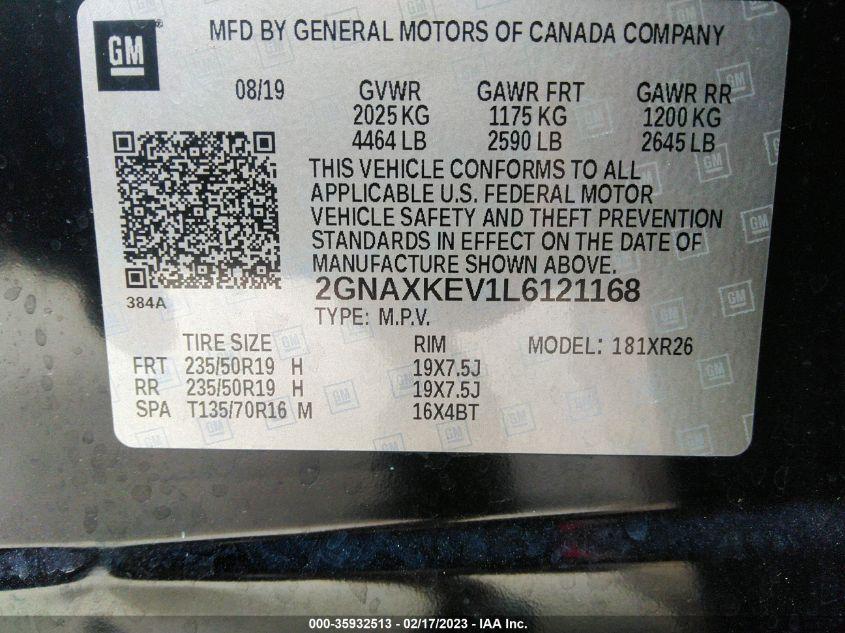 GM
MFD BY GENERAL MOTORS OF CANADA COMPANY
08/19 GVWR GAWR FRT GAWR RR
2025 KG 1175 KG 1200 KG
4464 LB 2590 LB 2645 LB
THIS VEHICLE CONFORMS TO ALL
APPLICABLE U.S. FEDERAL MOTOR
VEHICLE SAFETY AND THEFT PREVENTION
STANDARDS IN EFFECT ON THE DATE OF
MANUFACTURE SHOWN ABOVE.
384A
2GNAXKEV1L6121168
TYPE: M.P.V.
TIRE SIZE RIM MODEL: 181XR26
FRT 235/50R19 H 19X7.5J
RR 235/50R19 H 19X7.5J
SPA T135/70R16 M 16X4BT
000-35932513 - 02/17/2023 - IAA Inc.